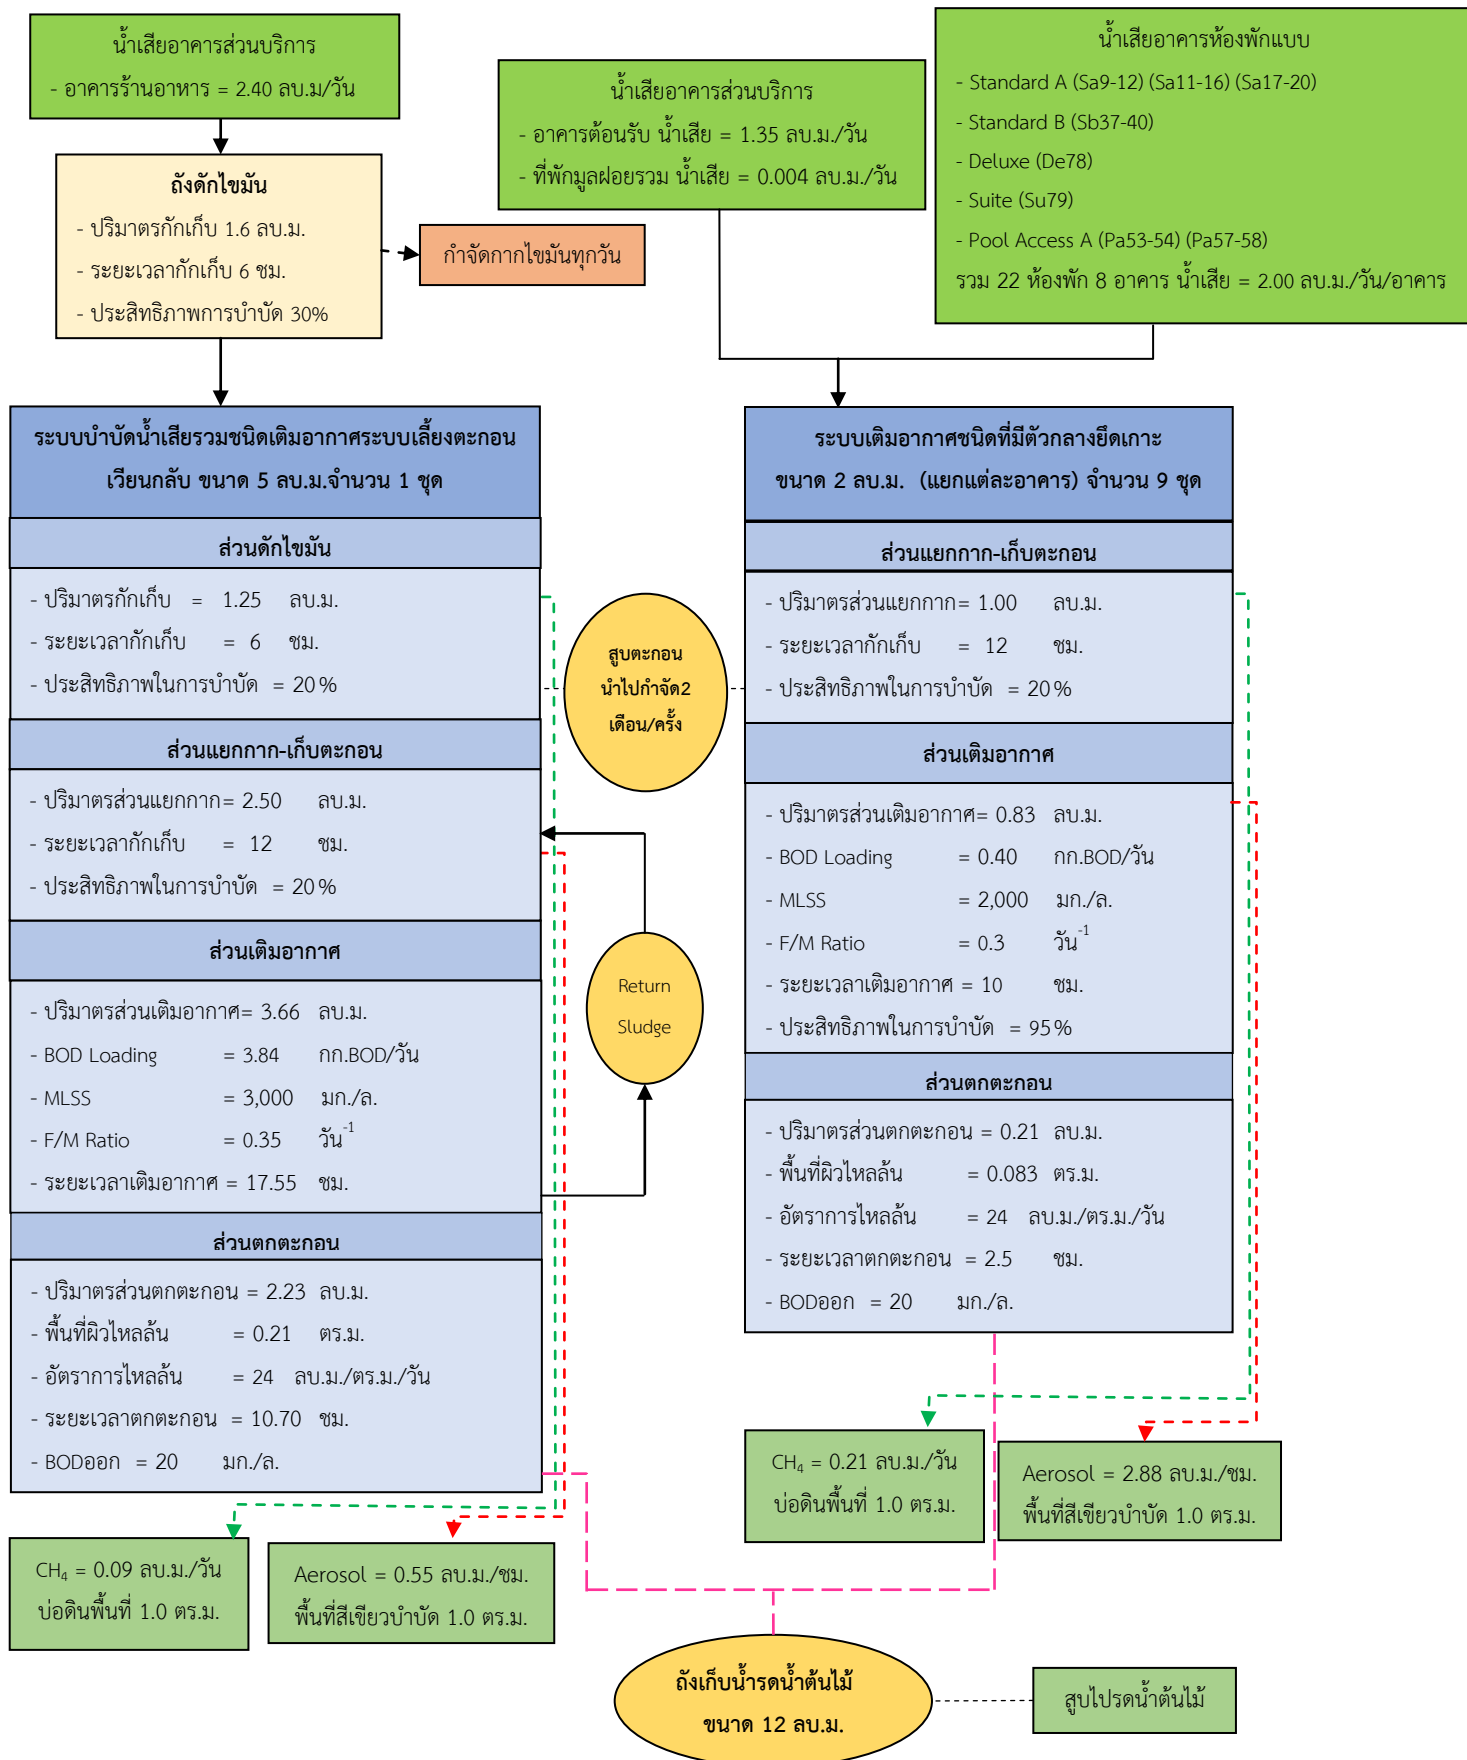 น้ำเสียอาคารส่วนบริการ
- อาคารร้านอาหาร = 2.40 ลบ.ม/วัน
ถังดักไขมัน
- ปริมาตรกักเก็บ 1.6 ลบ.ม.
- ระยะเวลากักเก็บ 6 ชม.
- ประสิทธิภาพการบำบัด 30%
กำจัดกากไขมันทุกวัน
น้ำเสียอาคารส่วนบริการ
- อาคารต้อนรับ น้ำเสีย = 1.35 ลบ.ม./วัน
- ที่พักมูลฝอยรวม น้ำเสีย = 0.004 ลบ.ม./วัน
น้ำเสียอาคารห้องพักแบบ
- Standard A (Sa9-12) (Sa11-16) (Sa17-20)
- Standard B (Sb37-40)
- Deluxe (De78)
- Suite (Su79)
- Pool Access A (Pa53-54) (Pa57-58)
รวม 22 ห้องพัก 8 อาคาร น้ำเสีย = 2.00 ลบ.ม./วัน/อาคาร
ระบบบำบัดน้ำเสียรวมชนิดเติมอากาศระบบเลี้ยงตะกอน
เวียนกลับ ขนาด 5 ลบ.ม.จำนวน 1 ชุด
ส่วนดักไขมัน
- ปริมาตรกักเก็บ = 1.25 ลบ.ม.
- ระยะเวลากักเก็บ = 6 ชม.
- ประสิทธิภาพในการบำบัด = 20%
ส่วนแยกกาก-เก็บตะกอน
- ปริมาตรส่วนแยกกาก= 2.50 ลบ.ม.
- ระยะเวลากักเก็บ = 12 ชม.
- ประสิทธิภาพในการบำบัด = 20%
ส่วนเติมอากาศ
- ปริมาตรส่วนเติมอากาศ= 3.66 ลบ.ม.
- BOD Loading = 3.84 กก.BOD/วัน
- MLSS = 3,000 มก./ล.
- F/M Ratio = 0.35 วัน⁻¹
- ระยะเวลาเติมอากาศ = 17.55 ชม.
ส่วนตกตะกอน
- ปริมาตรส่วนตกตะกอน = 2.23 ลบ.ม.
- พื้นที่ผิวไหลล้น = 0.21 ตร.ม.
- อัตราการไหลล้น = 24 ลบ.ม./ตร.ม./วัน
- ระยะเวลาตกตะกอน = 10.70 ชม.
- BODออก = 20 มก./ล.
สูบตะกอน
นำไปกำจัด2
เดือน/ครั้ง
Return
Sludge
ระบบเติมอากาศชนิดที่มีตัวกลางยึดเกาะ
ขนาด 2 ลบ.ม. (แยกแต่ละอาคาร) จำนวน 9 ชุด
ส่วนแยกกาก-เก็บตะกอน
- ปริมาตรส่วนแยกกาก= 1.00 ลบ.ม.
- ระยะเวลากักเก็บ = 12 ชม.
- ประสิทธิภาพในการบำบัด = 20%
ส่วนเติมอากาศ
- ปริมาตรส่วนเติมอากาศ= 0.83 ลบ.ม.
- BOD Loading = 0.40 กก.BOD/วัน
- MLSS = 2,000 มก./ล.
- F/M Ratio = 0.3 วัน⁻¹
- ระยะเวลาเติมอากาศ = 10 ชม.
- ประสิทธิภาพในการบำบัด = 95%
ส่วนตกตะกอน
- ปริมาตรส่วนตกตะกอน = 0.21 ลบ.ม.
- พื้นที่ผิวไหลล้น = 0.083 ตร.ม.
- อัตราการไหลล้น = 24 ลบ.ม./ตร.ม./วัน
- ระยะเวลาตกตะกอน = 2.5 ชม.
- BODออก = 20 มก./ล.
CH₄ = 0.09 ลบ.ม./วัน
บ่อดินพื้นที่ 1.0 ตร.ม.
Aerosol = 0.55 ลบ.ม./ชม.
พื้นที่สีเขียวบำบัด 1.0 ตร.ม.
CH₄ = 0.21 ลบ.ม./วัน
บ่อดินพื้นที่ 1.0 ตร.ม.
Aerosol = 2.88 ลบ.ม./ชม.
พื้นที่สีเขียวบำบัด 1.0 ตร.ม.
ถังเก็บน้ำรดน้ำต้นไม้
ขนาด 12 ลบ.ม.
สูบไปรดน้ำต้นไม้